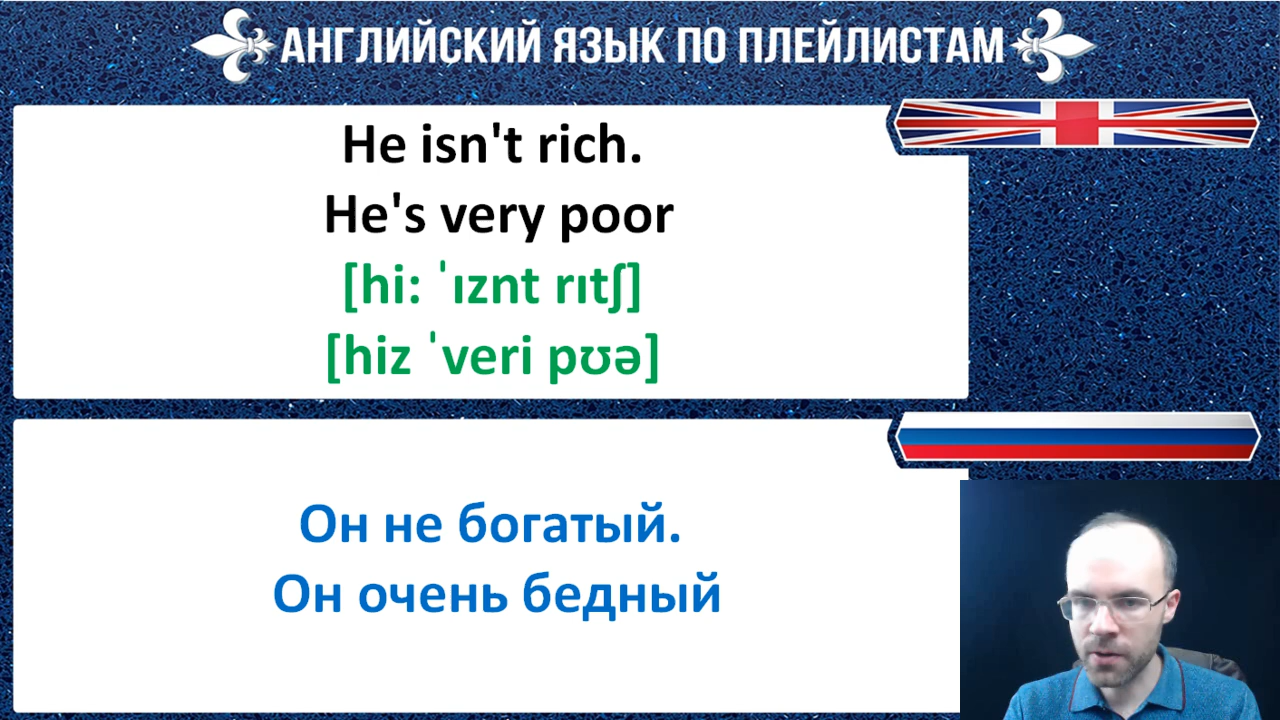 АНГЛИЙСКИЙ ЯЗЫК ПО ПЛЕЙЛИСТАМ
He isn't rich.
He's very poor
[hi: ˈɪznt rɪtʃ]
[hiz ˈveri pʊə]
Он не богатый.
Он очень бедный